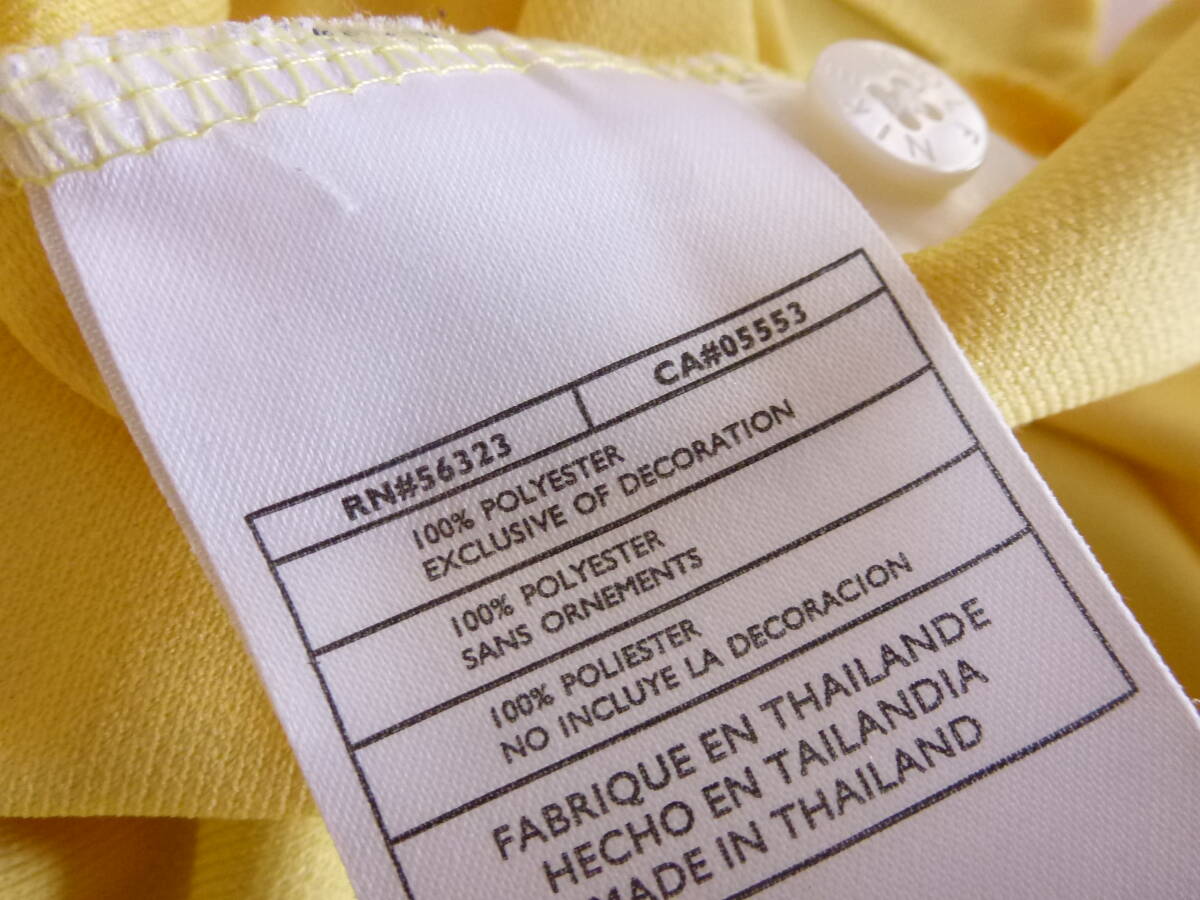 RN#56323 CA#05553
100% POLYESTER
EXCLUSIVE OF DECORATION
100% POLYESTER
SANS ORNEMENTS
100% POLIESTER
NO INCLUYE LA DECORACION
FABRIQUE EN THAILANDE
HECHO EN TAILANDIA
MADE IN THAILAND